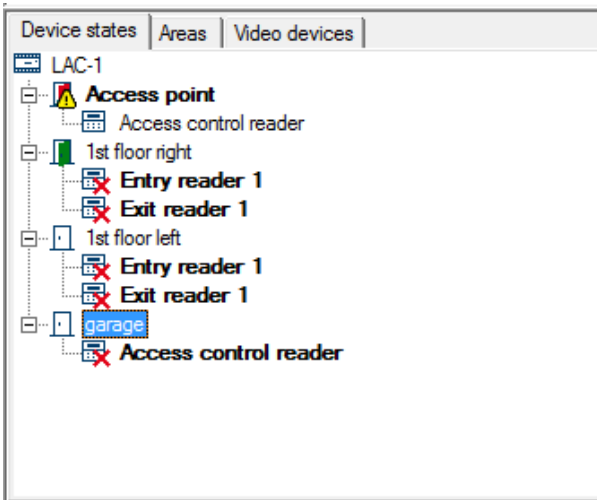 Device states Areas Video devices
LAC-1
Access point
Access control reader
1st floor right
Entry reader 1
Exit reader 1
1st floor left
Entry reader 1
Exit reader 1
garage
Access control reader